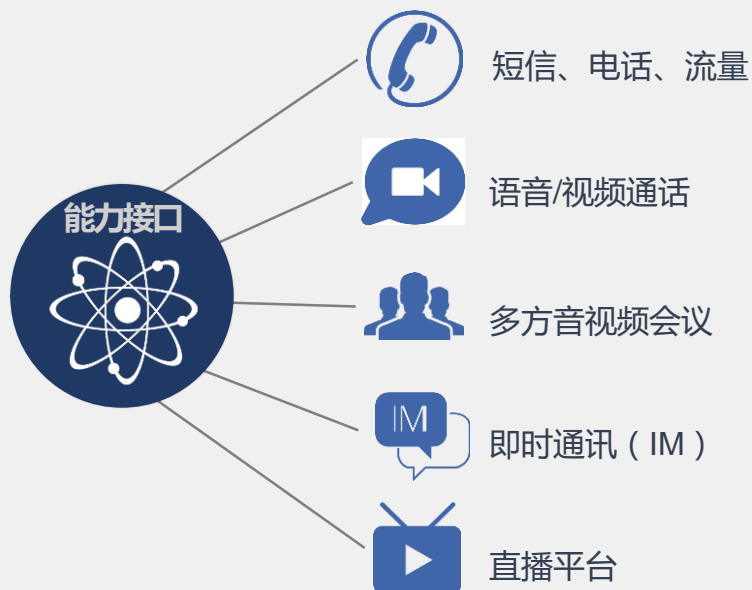 短信、电话、流量
能力接口
语音/视频通话
多方音视频会议
IM
即时通讯（IM）
直播平台